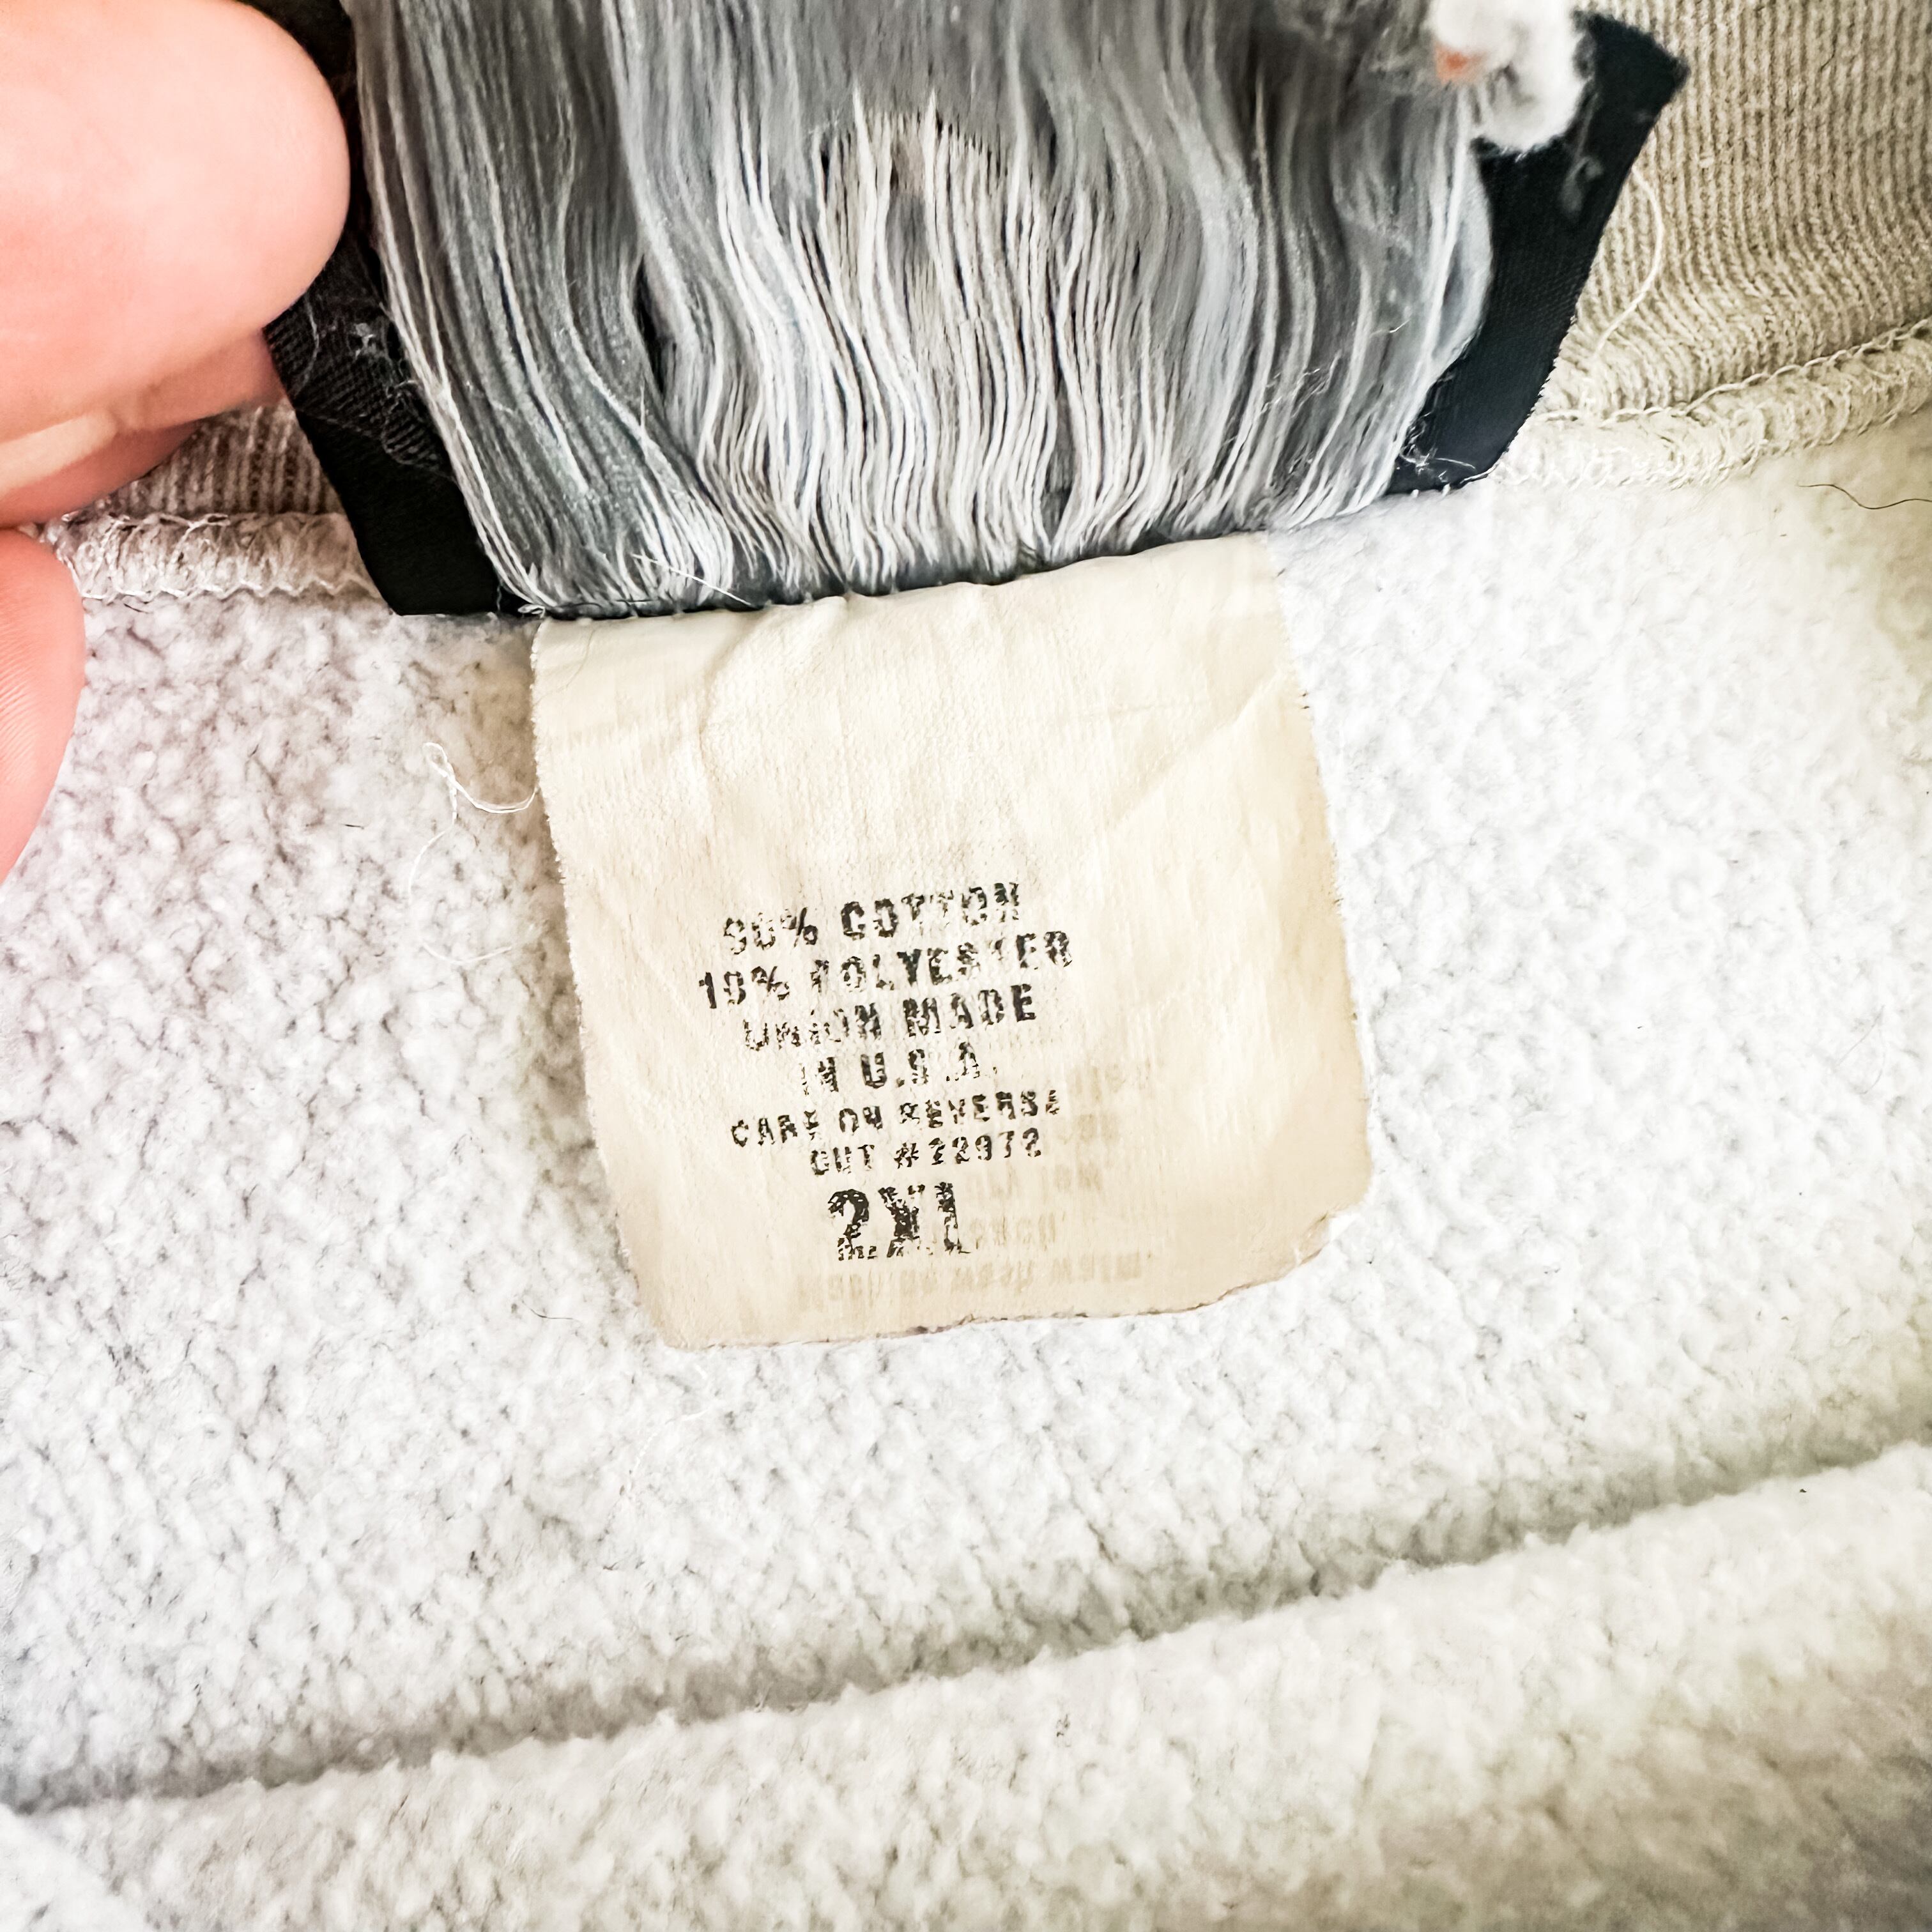 90% COTTON
10% POLYESTER
UNION MADE
IN U.S.A.
CARE ON REVERSE
CUT #22972
2XL